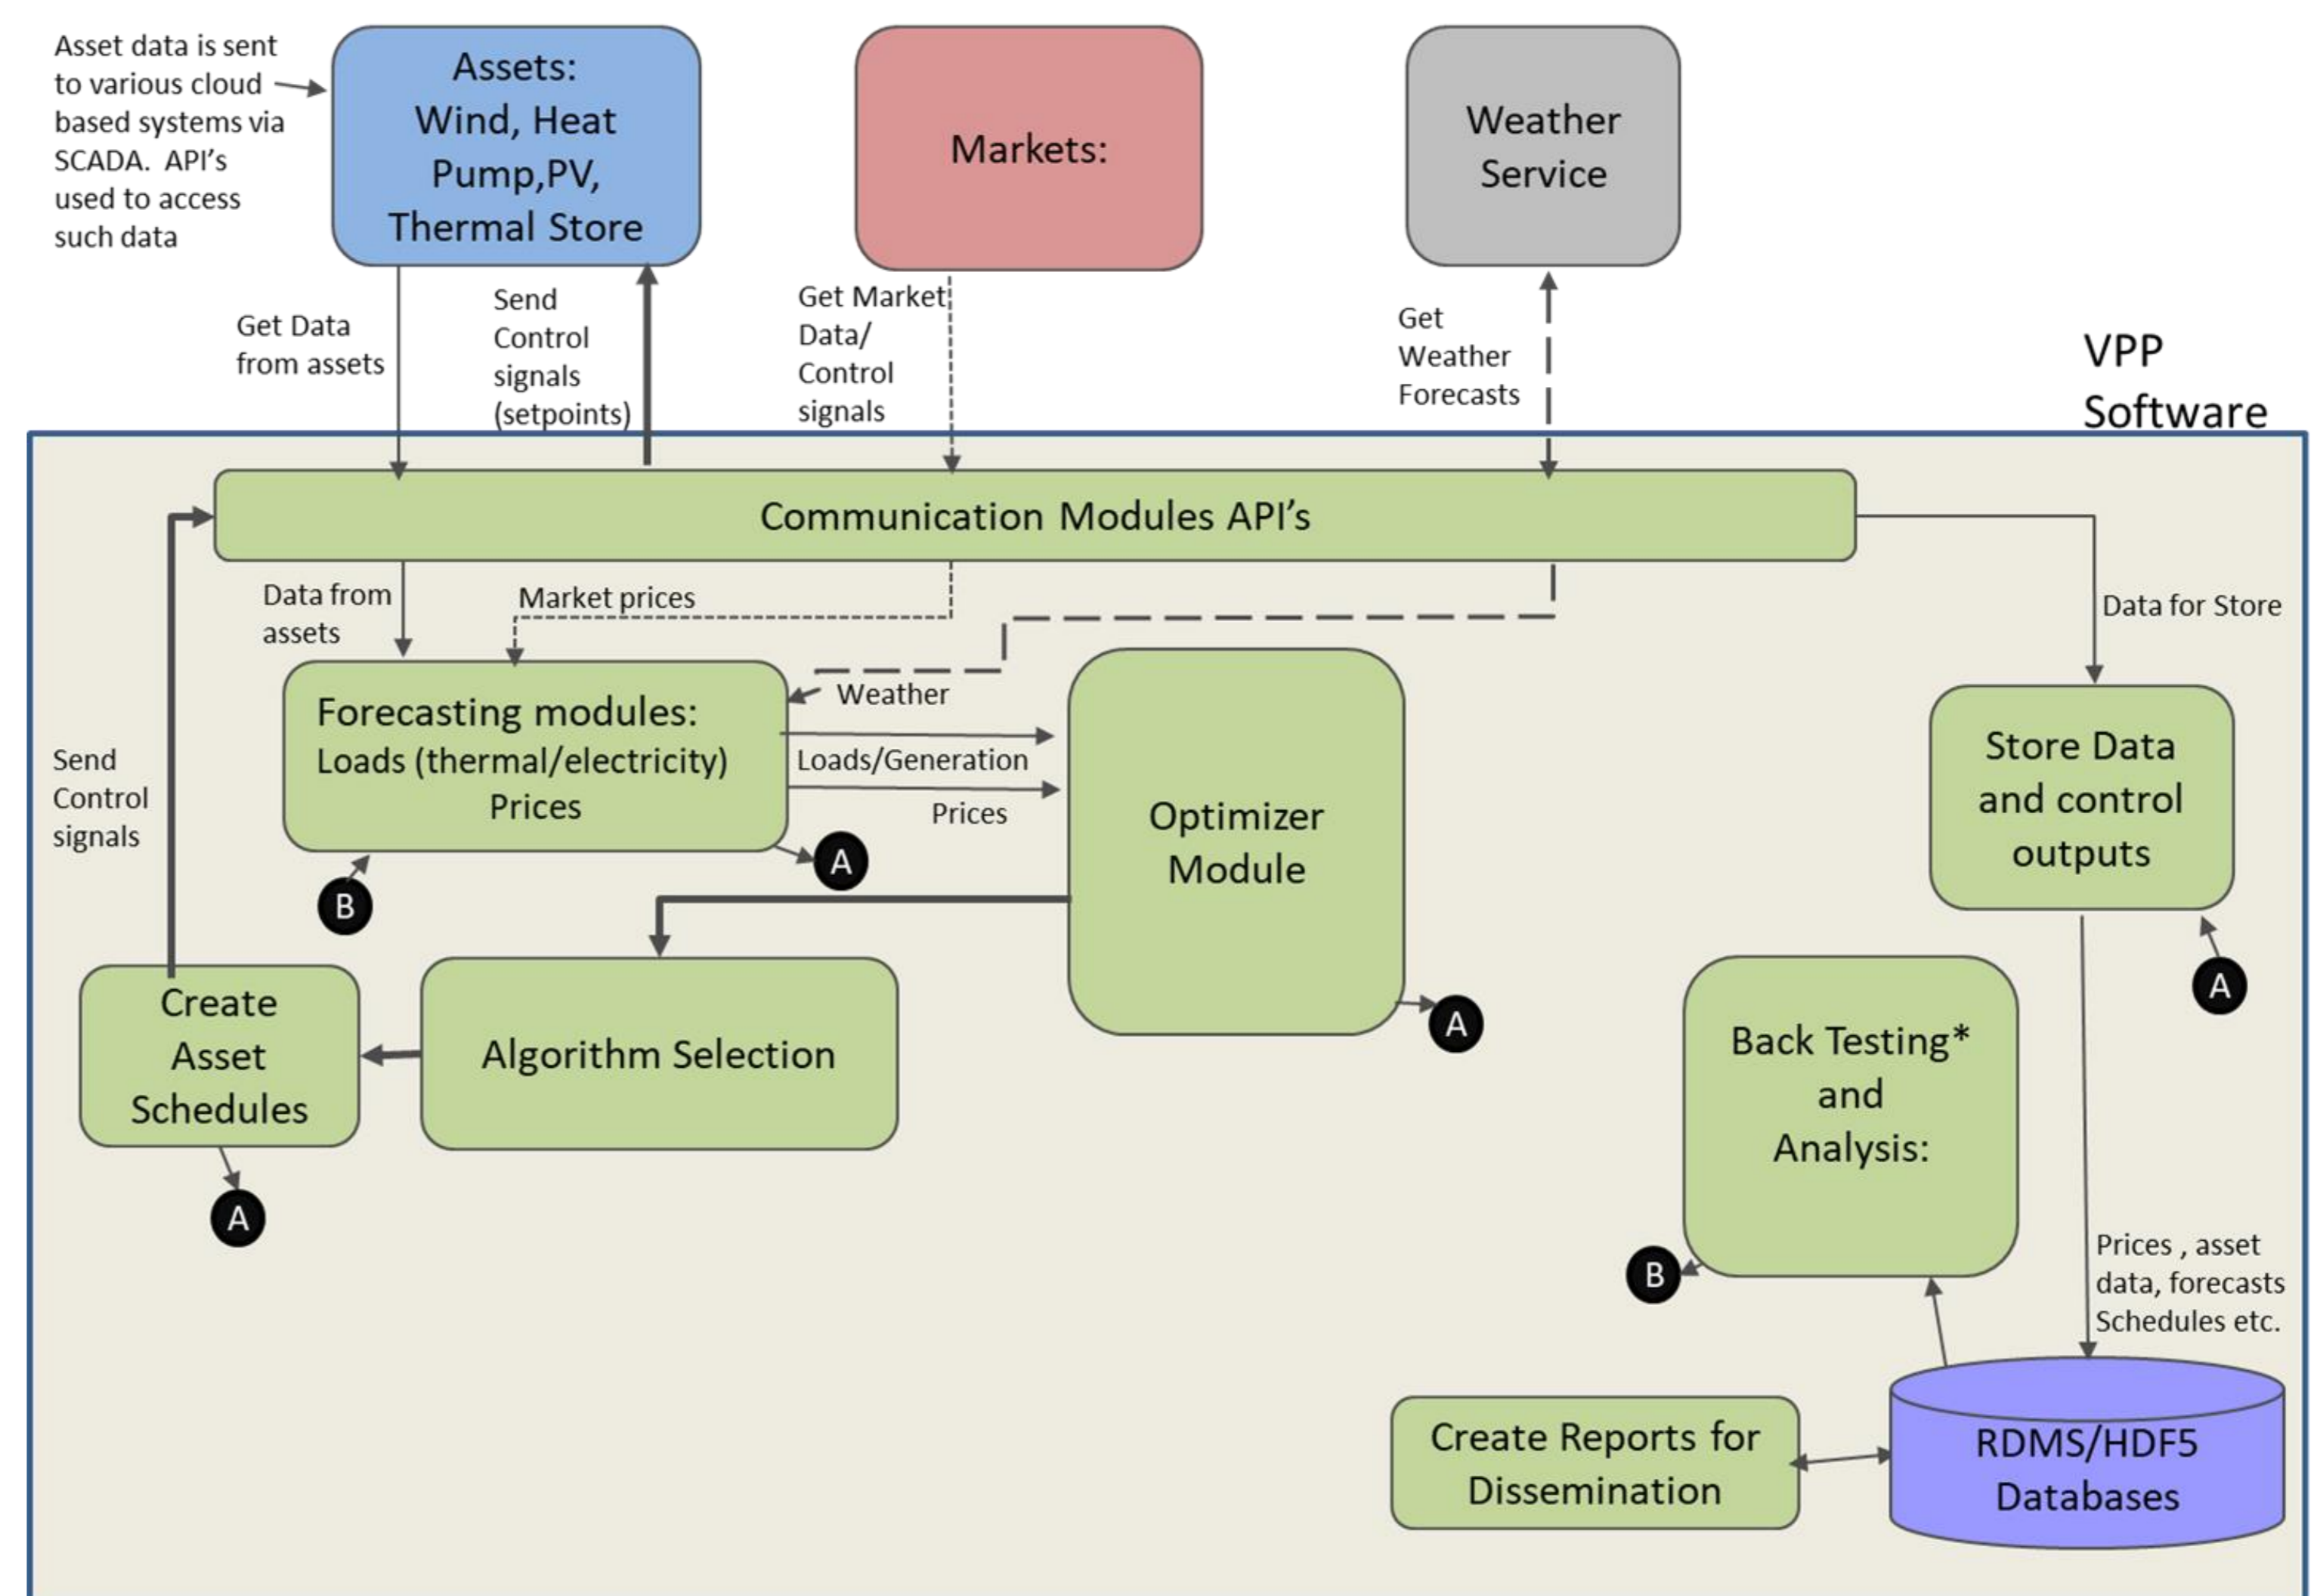 Asset data is sent
to various cloud
based systems via
SCADA.  API's
used to access
such data
Assets:
Wind, Heat
Pump,PV,
Thermal Store
Markets:
Weather
Service
Get Data
from assets
Send
Control
signals
(setpoints)
Get Market
Data/
Control
signals
Get
Weather
Forecasts
VPP
Software
Communication Modules API's
Data from
assets
Market prices
Data for Store
Weather
Forecasting modules:
Loads (thermal/electricity)
Prices
Loads/Generation
Prices
Optimizer
Module
Store Data
and control
outputs
Send
Control
signals
A
B
A
A
Create
Asset
Schedules
Algorithm Selection
Back Testing*
and
Analysis:
A
B
Prices , asset
data, forecasts
Schedules etc.
Create Reports for
Dissemination
RDMS/HDF5
Databases